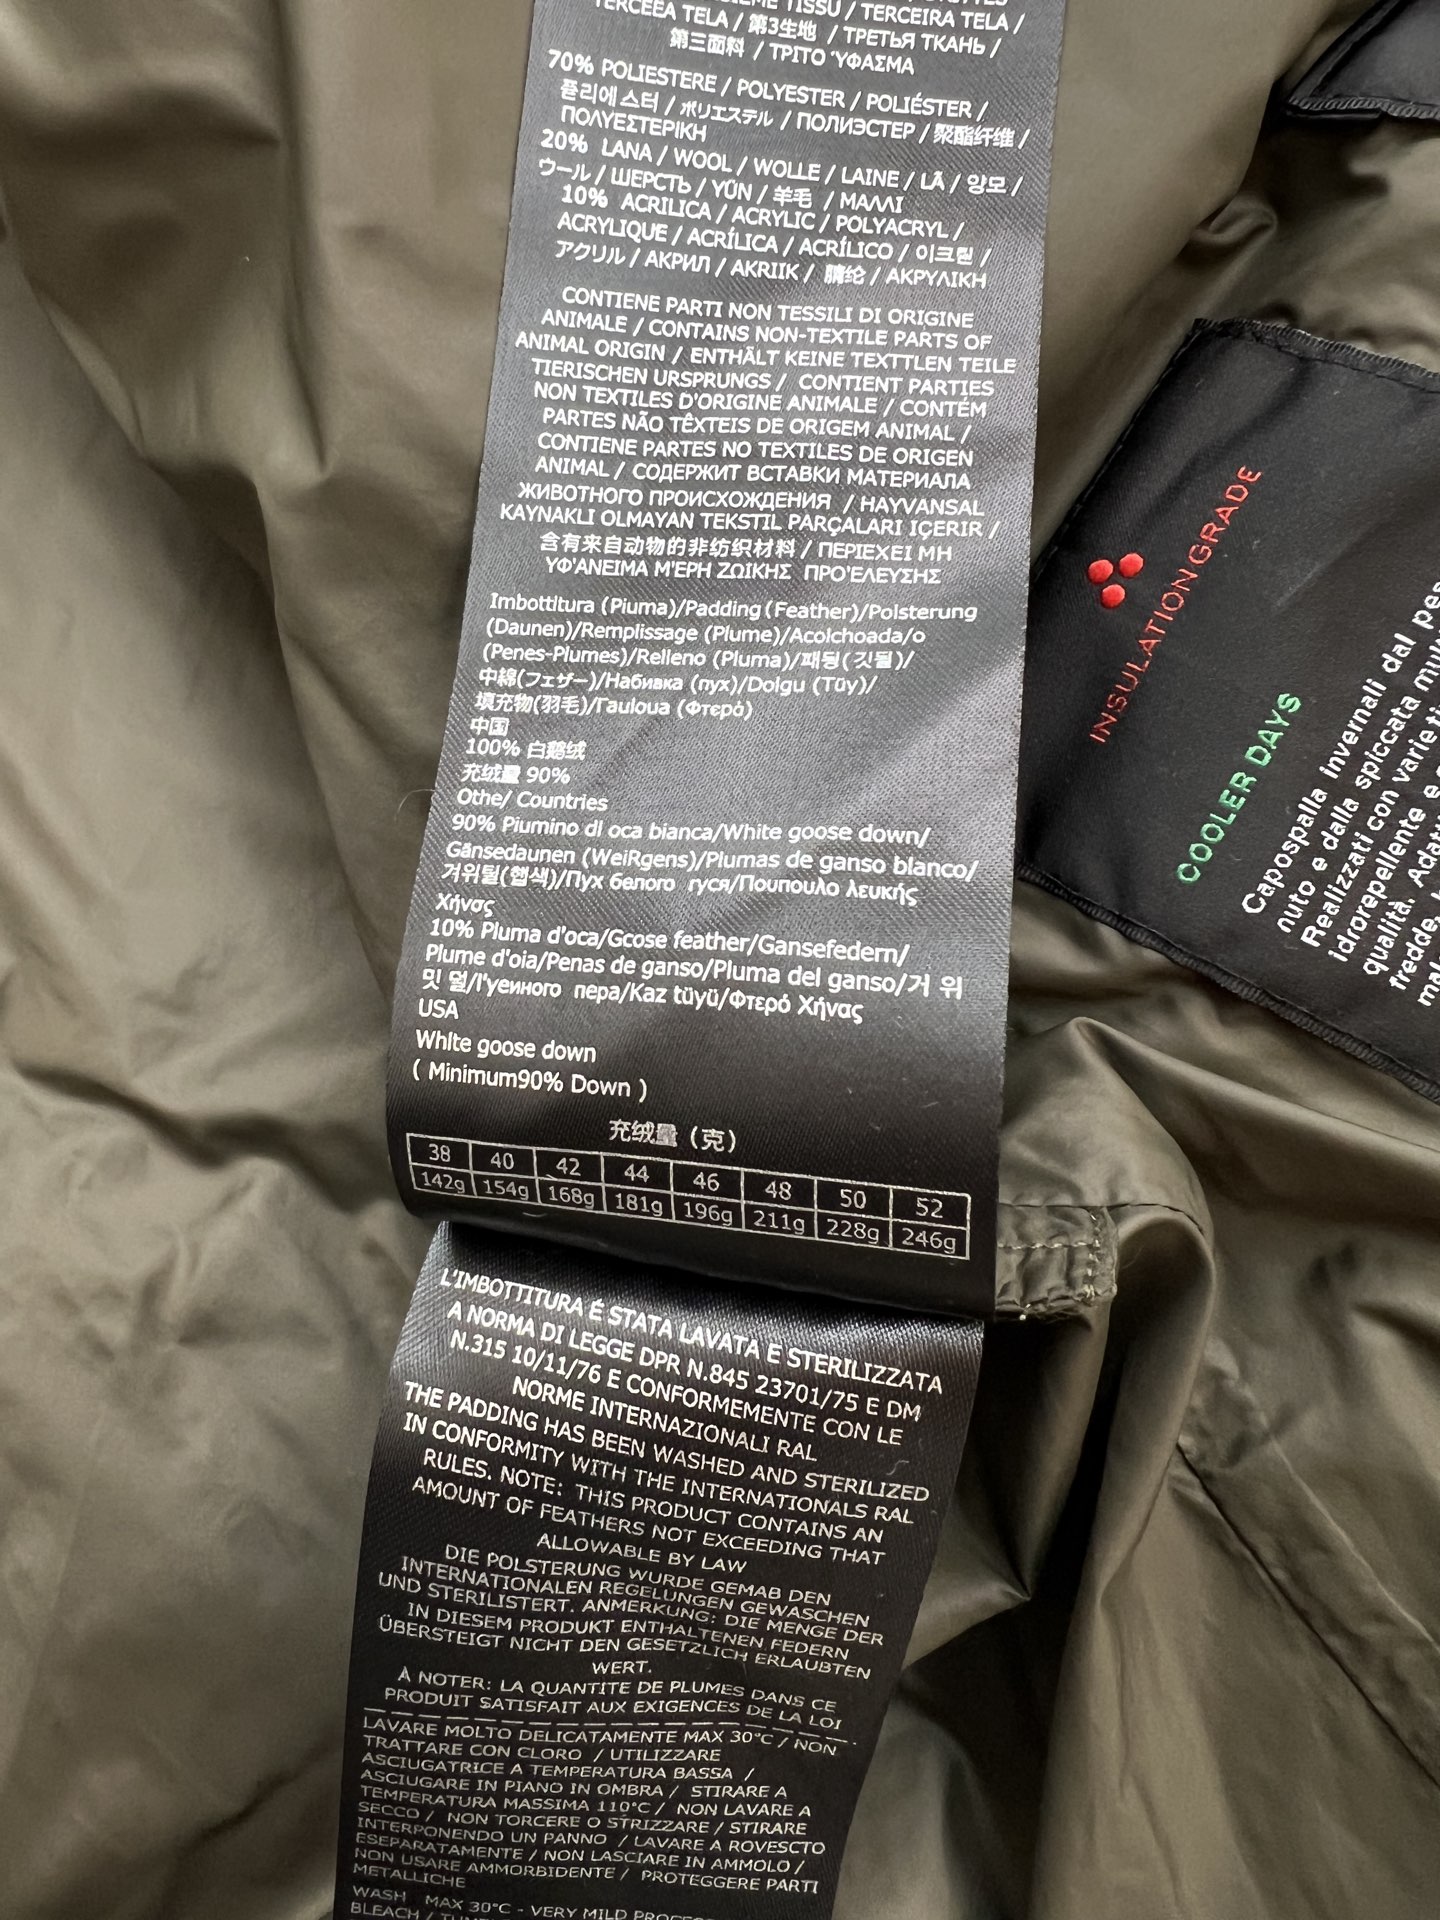 TISSU / TERCEIRA TELA /
TERCEEA TELA / 第3生地 / ТРЕТЬЯ ТКАНЬ /
第三面料 / ΤΡΙΤΟ ΎΦΑΣΜΑ
70% POLIESTERE / POLYESTER / POLIÉSTER /
폴리에스터 / ポリエステル / ПОЛИЭСТЕР / 聚酯纤维 /
ΠΟΛΥΕΣΤΕΡΙΚΗ
20% LANA / WOOL / WOLLE / LAINE / LÃ / 양모 /
ウール / ШЕРСТЬ / YÜN / 羊毛 / ΜΑΛΛΙ
10% ACRILICA / ACRYLIC / POLYACRYL /
ACRYLIQUE / ACRÍLICA / ACRÍLICO / 이크릴 /
アクリル / АКРИЛ / AKRIIK / 腈纶 / ΑΚΡΥΛΙΚΗ
CONTIENE PARTI NON TESSILI DI ORIGINE
ANIMALE / CONTAINS NON-TEXTILE PARTS OF
ANIMAL ORIGIN / ENTHÄLT KEINE TEXTTLEN TEILE
TIERISCHEN URSPRUNGS / CONTIENT PARTIES
NON TEXTILES D'ORIGINE ANIMALE / CONTÉM
PARTES NÃO TÊXTEIS DE ORIGEM ANIMAL /
CONTIENE PARTES NO TEXTILES DE ORIGEN
ANIMAL / СОДЕРЖИТ ВСТАВКИ МАТЕРИАЛА
ЖИВОТНОГО ПРОИСХОЖДЕНИЯ / HAYVANSAL
KAYNAKLI OLMAYAN TEKSTIL PARÇALARI IÇERIR /
含有来自动物的非纺织材料 / ΠΕΡΙΕΧΕΙ ΜΗ
ΥΦ'ΑΝΕΙΜΑ Μ'ΕΡΗ ΖΩΙΚΗΣ ΠΡΟ'ΕΛΕΥΣΗΣ
Imbottitura (Piuma)/Padding (Feather)/Polsterung
(Daunen)/Remplissage (Plume)/Acolchoada/o
(Penes-Plumes)/Relleno (Pluma)/패딩(깃털)/
中綿(フェザー)/Набивка (пух)/Dolgu (Tüy)/
填充物(羽毛)/Γauloua (Φτερό)
中国
100% 白鹅绒
充绒量 90%
Othe/ Countries
90% Piumino dl oca bianca/White goose down/
Gänsedaunen (WeiRgens)/Plumas de ganso blanco/
거위털(햅색)/Пух белого гуся/Πουπουλο λευκής
Χήνας
10% Pluma d'oca/Gcose feather/Gansefedern/
Plume d'oia/Penas de ganso/Pluma del ganso/거 위
밋 덜/Гуеиного пера/Kaz tüyü/Φτερό Χήνας
USA
Whlte goose down
( Minimum90% Down )
充绒量 (克)
38 40 42 44 46 48 50 52
142g 154g 168g 181g 196g 211g 228g 246g
L'IMBOTTITURA É STATA LAVATA E STERILIZZATA
A NORMA DI LEGGE DPR N.845 23701/75 E DM
N.315 10/11/76 E CONFORMEMENTE CON LE
NORME INTERNAZIONALI RAL
THE PADDING HAS BEEN WASHED AND STERILIZED
IN CONFORMITY WITH THE INTERNATIONALS RAL
RULES. NOTE: THIS PRODUCT CONTAINS AN
AMOUNT OF FEATHERS NOT EXCEEDING THAT
ALLOWABLE BY LAW
DIE POLSTERUNG WURDE GEMAB DEN
INTERNATIONALEN REGELUNGEN GEWASCHEN
UND STERILISTERT. ANMERKUNG: DIE MENGE DER
IN DIESEM PRODUKT ENTHALTENEN FEDERN
ÜBERSTEIGT NICHT DEN GESETZLICH ERLAUBTEN
WERT.
À NOTER: LA QUANTITE DE PLUMES DANS CE
PRODUIT SATISFAIT AUX EXIGENCES DE LA LOI
LAVARE MOLTO DELICATAMENTE MAX 30°C / NON
TRATTARE CON CLORO / UTILIZZARE
ASCIUGATRICE A TEMPERATURA BASSA /
ASCIUGARE IN PIANO IN OMBRA / STIRARE A
TEMPERATURA MASSIMA 110°C / NON LAVARE A
SECCO / NON TORCERE O STRIZZARE / STIRARE
INTERPONENDO UN PANNO / LAVARE A ROVESCTO
ESEPARATAMENTE / NON LASCIARE IN AMMOLO /
NON USARE AMMORBIDENTE / PROTEGGERE PARTI
METALLICHE
WASH MAX 30°C - VERY MILD
BLEACH /
INSULATIONGRADE
COOLER DAYS
Capospalla invernali dal
nuto e dalla spiccata
Realizzati con varie
idrorepellente e
qualità.
fredde,